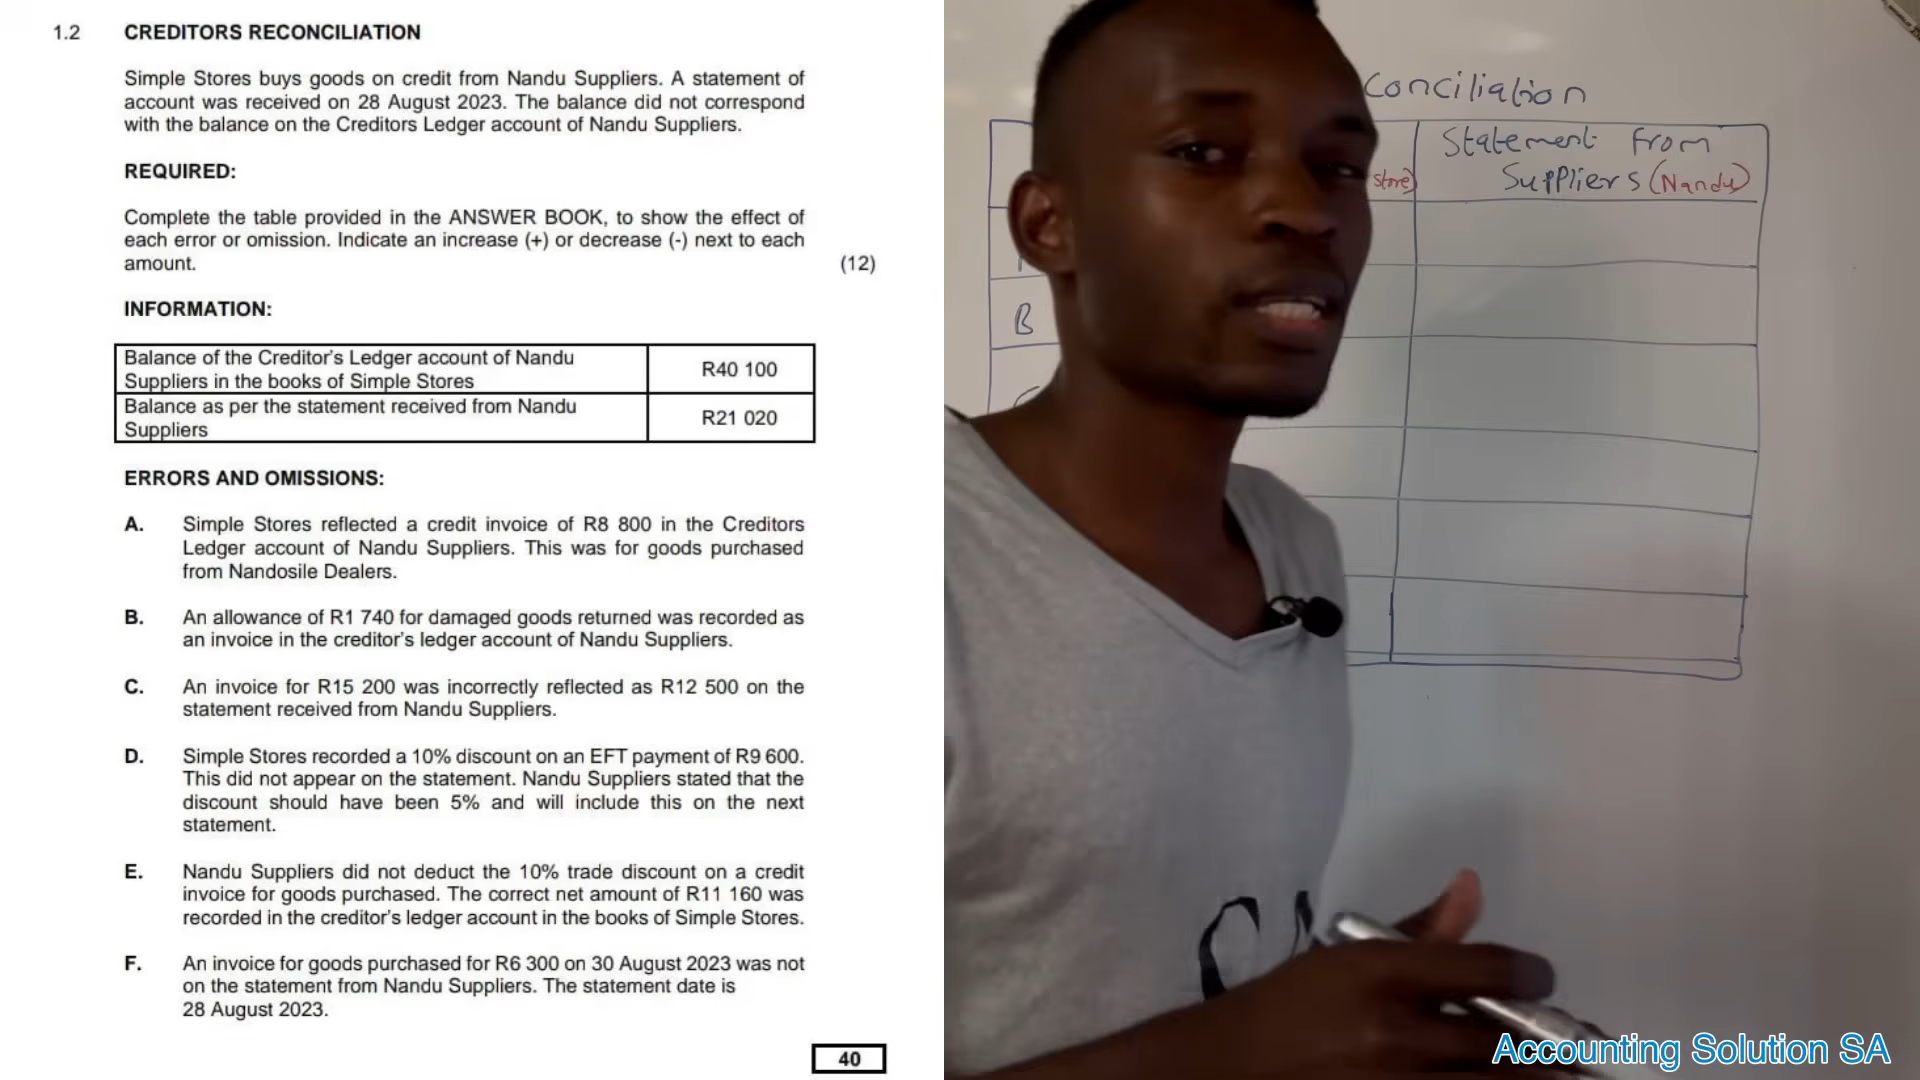 1.2 CREDITORS RECONCILIATION
Simple Stores buys goods on credit from Nandu Suppliers. A statement of
account was received on 28 August 2023. The balance did not correspond
with the balance on the Creditors Ledger account of Nandu Suppliers.
REQUIRED:
Complete the table provided in the ANSWER BOOK, to show the effect of
each error or omission. Indicate an increase (+) or decrease (-) next to each
amount. (12)
INFORMATION:
Balance of the Creditor's Ledger account of Nandu
Suppliers in the books of Simple Stores R40 100
Balance as per the statement received from Nandu
Suppliers R21 020
ERRORS AND OMISSIONS:
A. Simple Stores reflected a credit invoice of R8 800 in the Creditors
Ledger account of Nandu Suppliers. This was for goods purchased
from Nandosile Dealers.
B. An allowance of R1 740 for damaged goods returned was recorded as
an invoice in the creditor's ledger account of Nandu Suppliers.
C. An invoice for R15 200 was incorrectly reflected as R12 500 on the
statement received from Nandu Suppliers.
D. Simple Stores recorded a 10% discount on an EFT payment of R9 600.
This did not appear on the statement. Nandu Suppliers stated that the
discount should have been 5% and will include this on the next
statement.
E. Nandu Suppliers did not deduct the 10% trade discount on a credit
invoice for goods purchased. The correct net amount of R11 160 was
recorded in the creditor's ledger account in the books of Simple Stores.
F. An invoice for goods purchased for R6 300 on 30 August 2023 was not
on the statement from Nandu Suppliers. The statement date is
28 August 2023.
40
conciliation
Statement From
store) Suppliers (Nandu)
B
CA
Accounting Solution SA